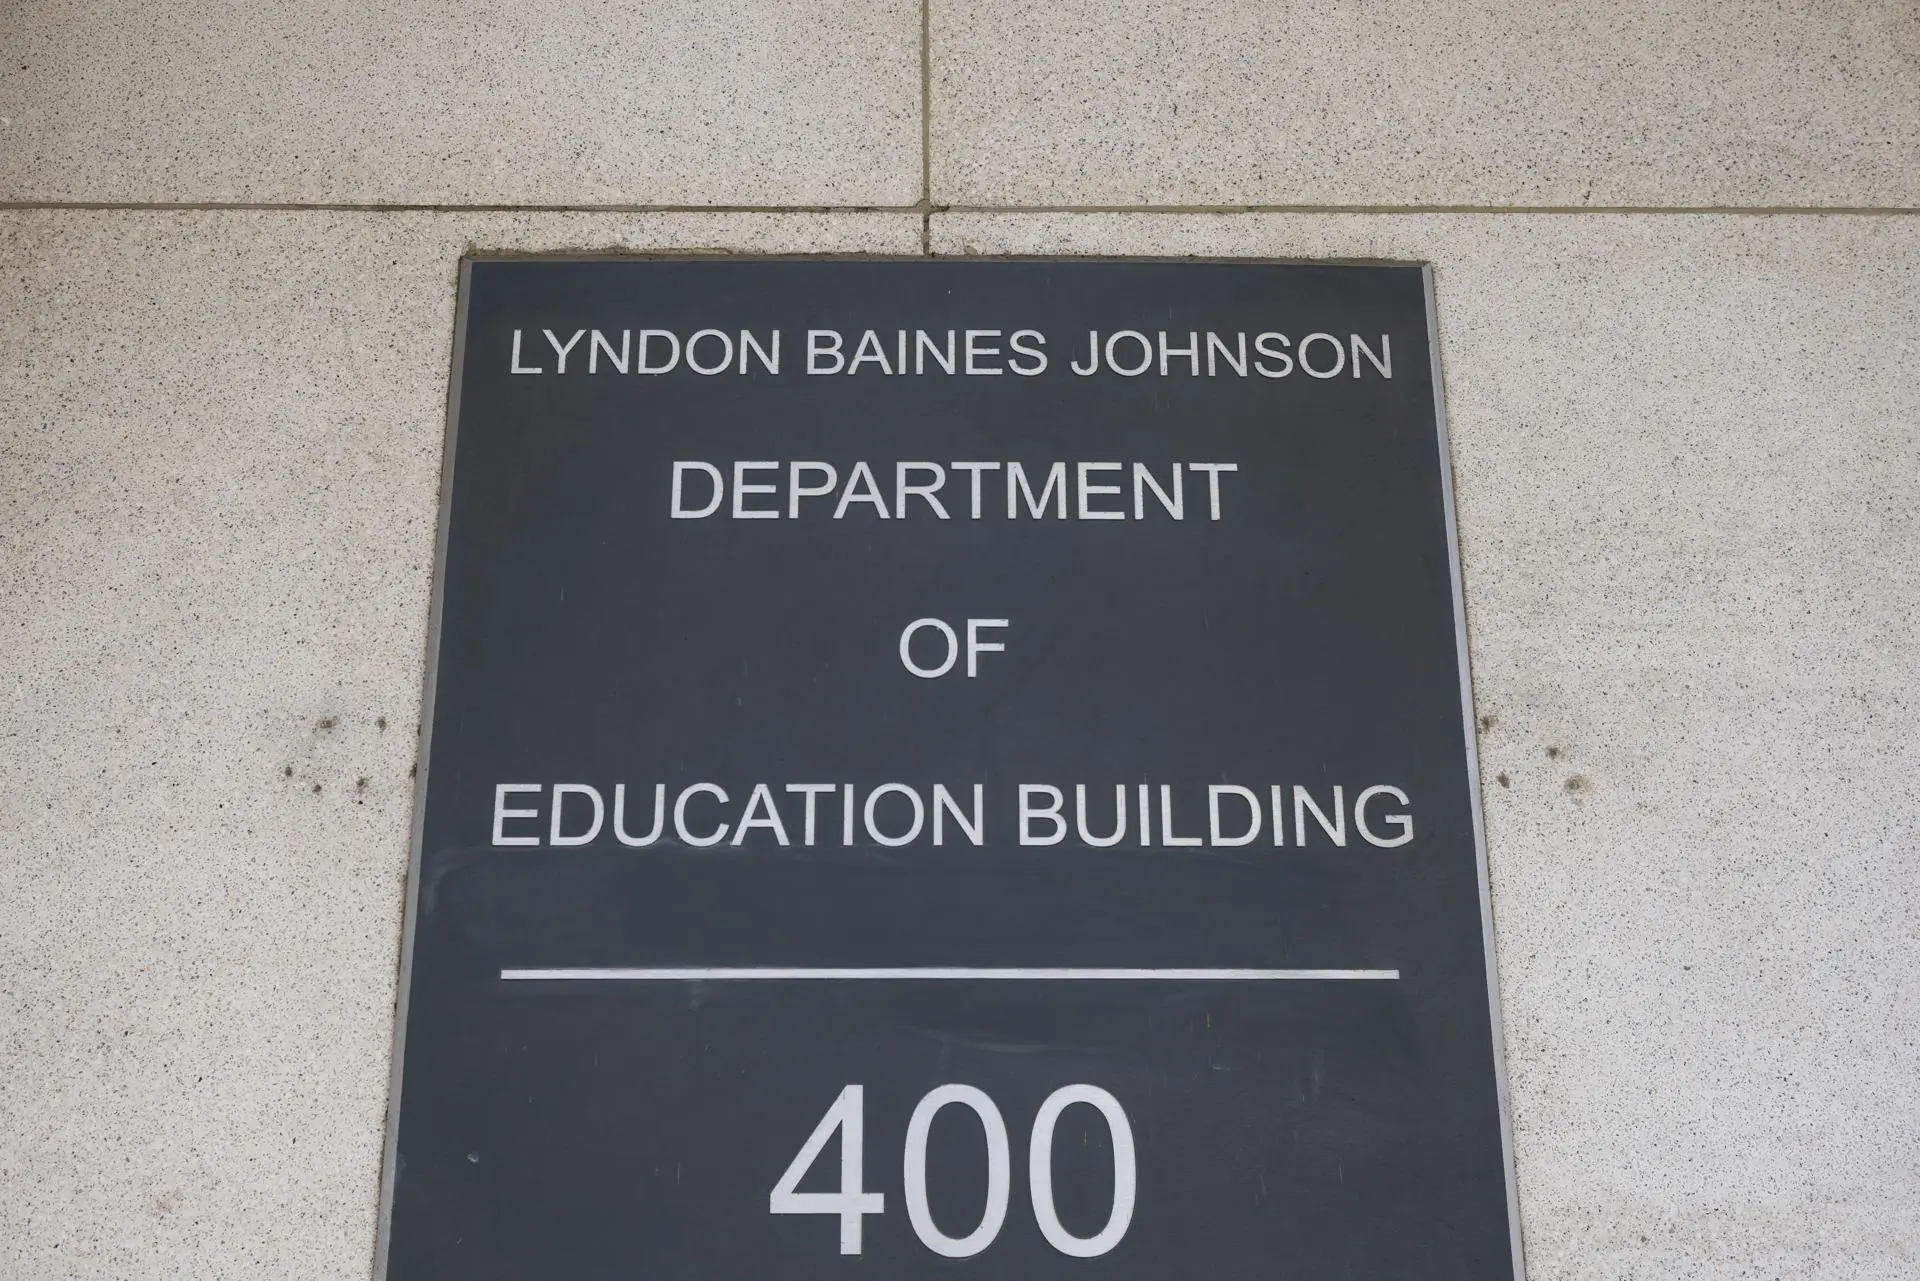 LYNDON BAINES JOHNSON
DEPARTMENT
OF
EDUCATION BUILDING
400